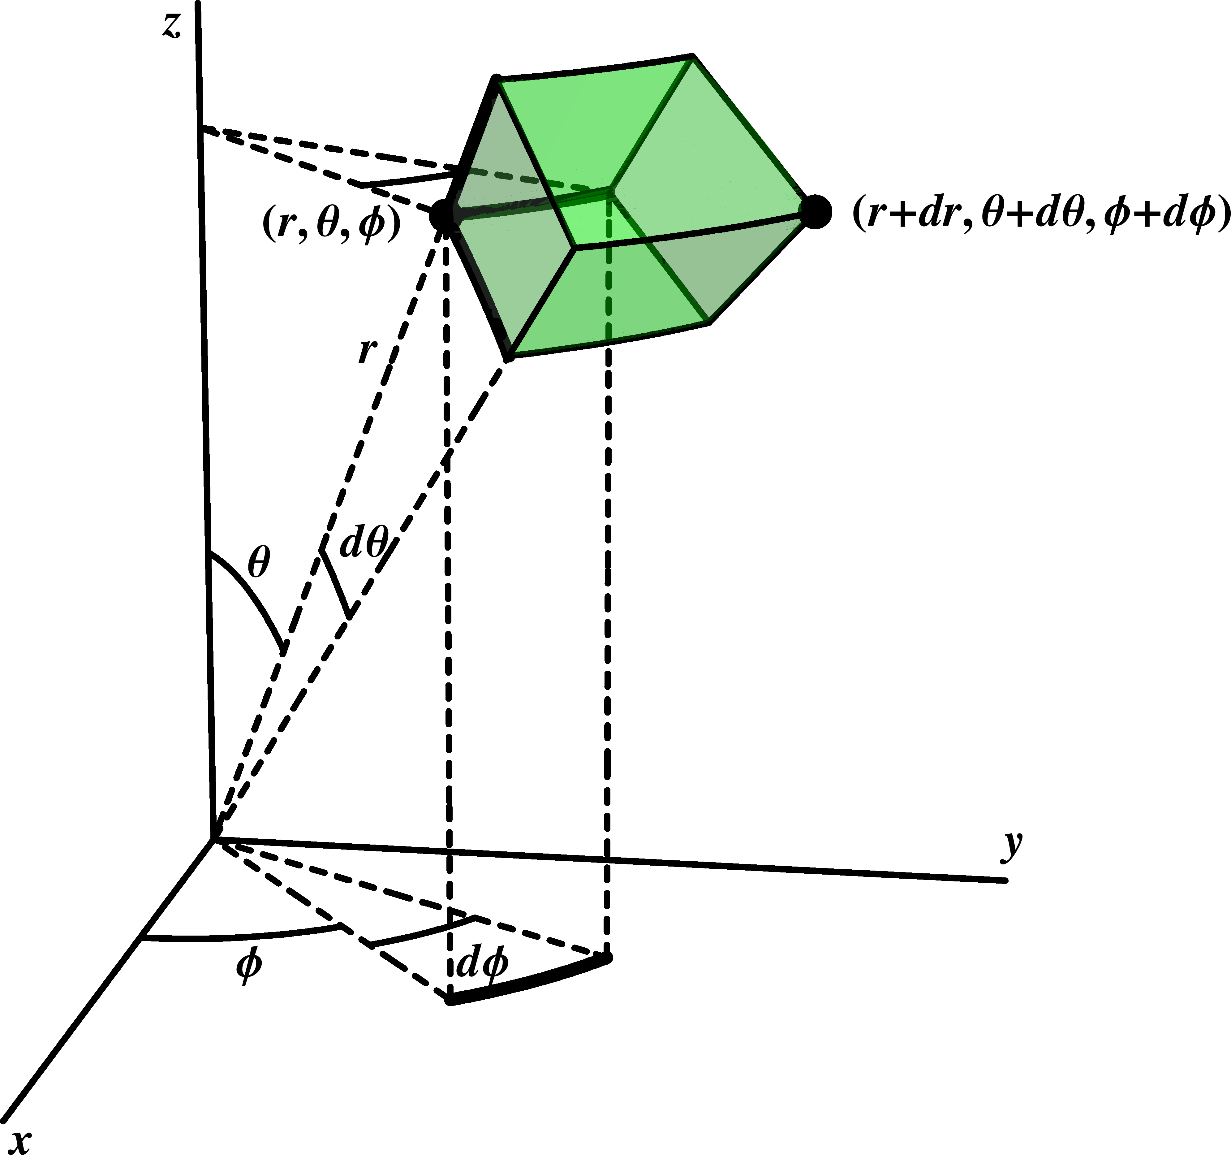 z
(r, θ, ϕ)
(r+dr, θ+dθ, ϕ+dϕ)
r
dθ
θ
y
ϕ
dϕ
x